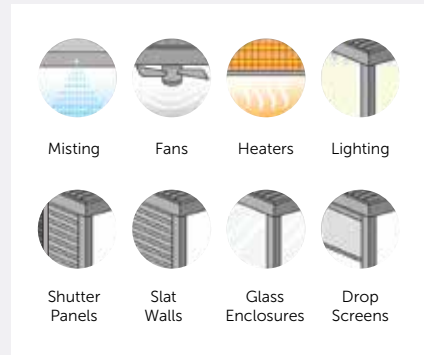 Misting
Fans
Heaters
Lighting
Shutter
Panels
Slat
Walls
Glass
Enclosures
Drop
Screens